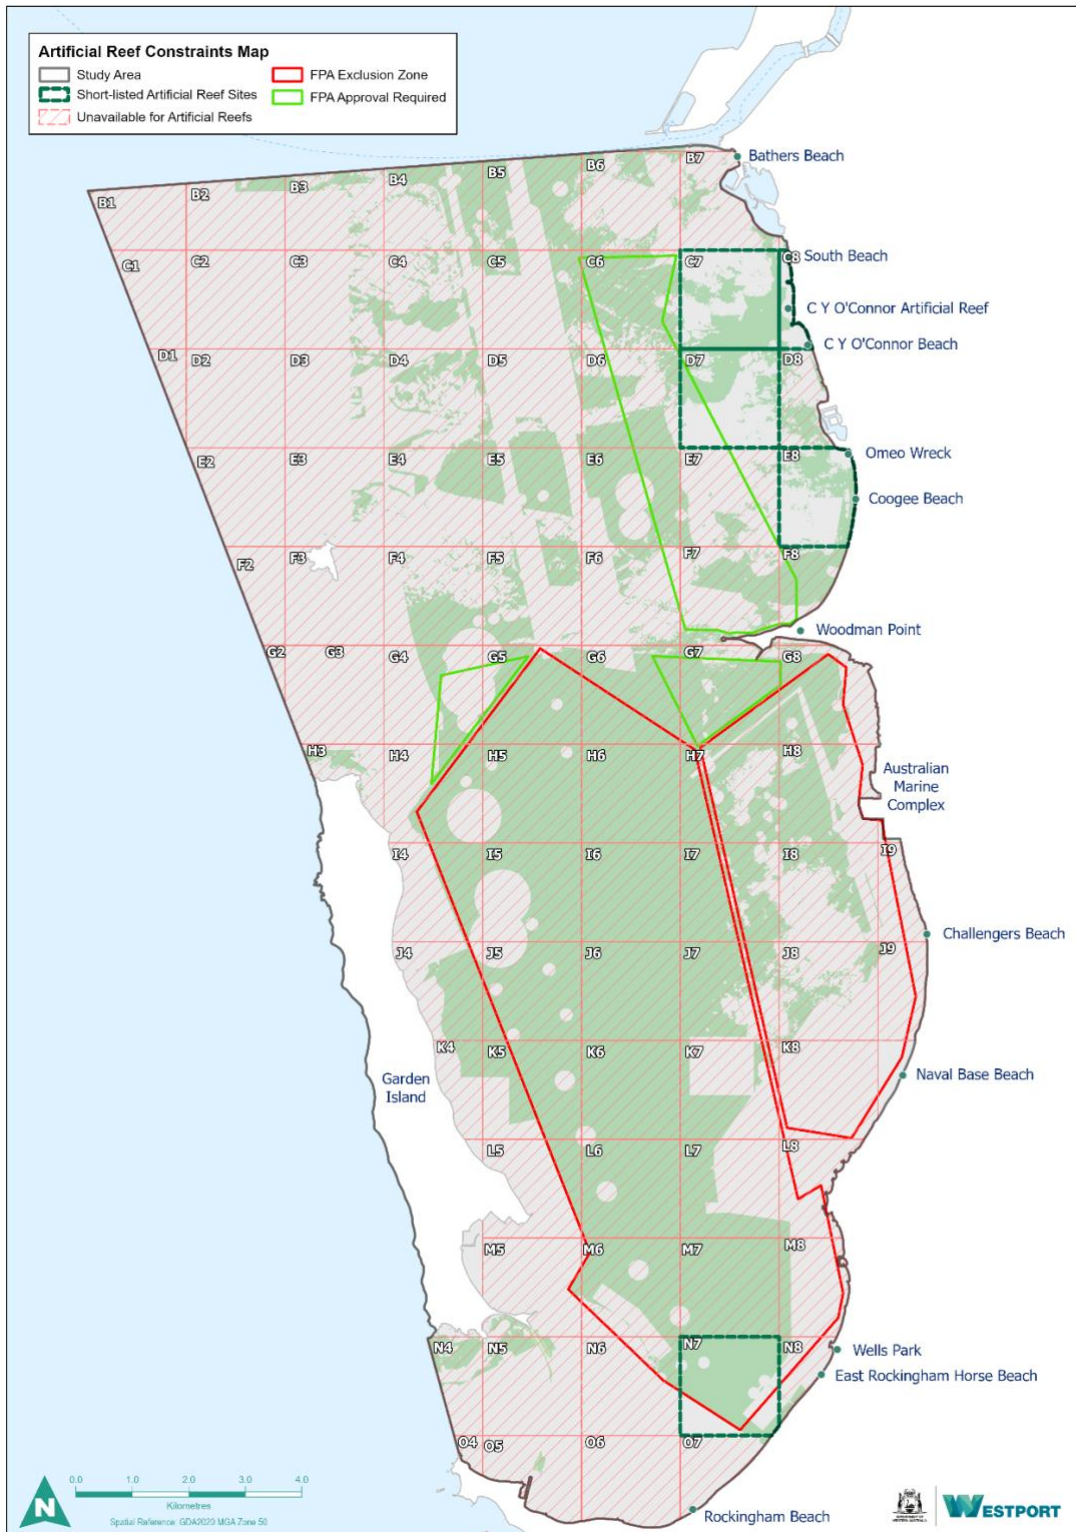 Artificial Reef Constraints Map
Study Area
FPA Exclusion Zone
Short-listed Artificial Reef Sites
FPA Approval Required
Unavailable for Artificial Reefs
B1
B2
B3
B4
B5
B6
B7
Bathers Beach
C1
C2
C3
C4
C5
C6
C7
C8
South Beach
C Y O'Connor Artificial Reef
C Y O'Connor Beach
D1
D2
D3
D4
D5
D6
D7
D8
E2
E3
E4
E5
E6
E7
E8
Omeo Wreck
Coogee Beach
F2
F3
F4
F5
F6
F7
F8
Woodman Point
G2
G3
G4
G5
G6
G7
G8
H3
H4
H5
H6
H7
H8
Australian
Marine
Complex
I4
I5
I6
I7
I8
I9
Challengers Beach
J4
J5
J6
J7
J8
J9
K4
K5
K6
K7
K8
Garden
Island
Naval Base Beach
L5
L6
L7
L8
M5
M6
M7
M8
N4
N5
N6
N7
N8
Wells Park
East Rockingham Horse Beach
O4
O5
O6
O7
Rockingham Beach
N
0.0 1.0 2.0 3.0 4.0
Kilometres
Spatial Reference: GDA2020 MGA Zone 50
WESTPORT